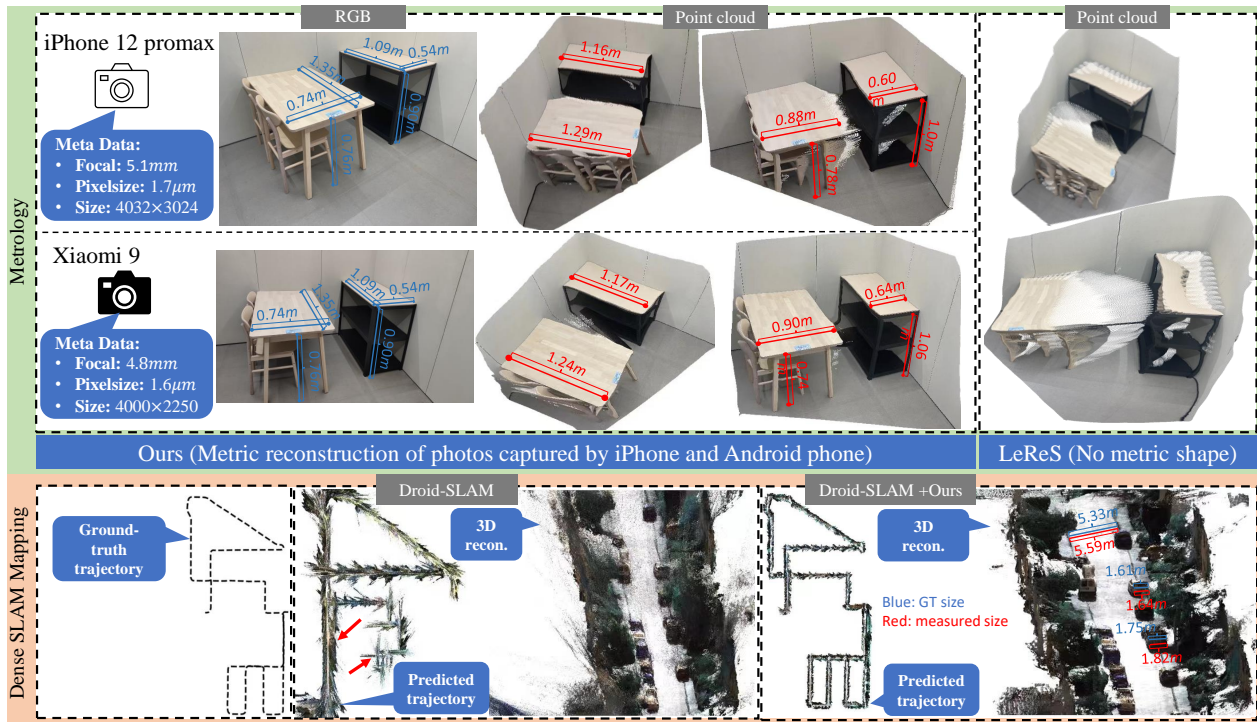 RGB
Point cloud
Point cloud
iPhone 12 promax
Meta Data:
• Focal: 5.1mm
• Pixelsize: 1.7μm
• Size: 4032×3024
1.09m
0.54m
1.35m
0.74m
0.90m
0.76m
1.16m
1.29m
0.60
m
0.88m
1.0m
0.78m
Metrology
Xiaomi 9
Meta Data:
• Focal: 4.8mm
• Pixelsize: 1.6μm
• Size: 4000×2250
1.09m
0.54m
1.35m
0.74m
0.90m
1.17m
1.24m
0.64m
0.90m
1.06
m
Ours (Metric reconstruction of photos captured by iPhone and Android phone)
LeReS (No metric shape)
Dense SLAM Mapping
Ground-
truth
trajectory
Droid-SLAM
3D
recon.
Predicted
trajectory
Droid-SLAM +Ours
3D
recon.
Blue: GT size
Red: measured size
Predicted
trajectory
5.33m
5.59m
1.61m
1.64m
1.75m
1.82m